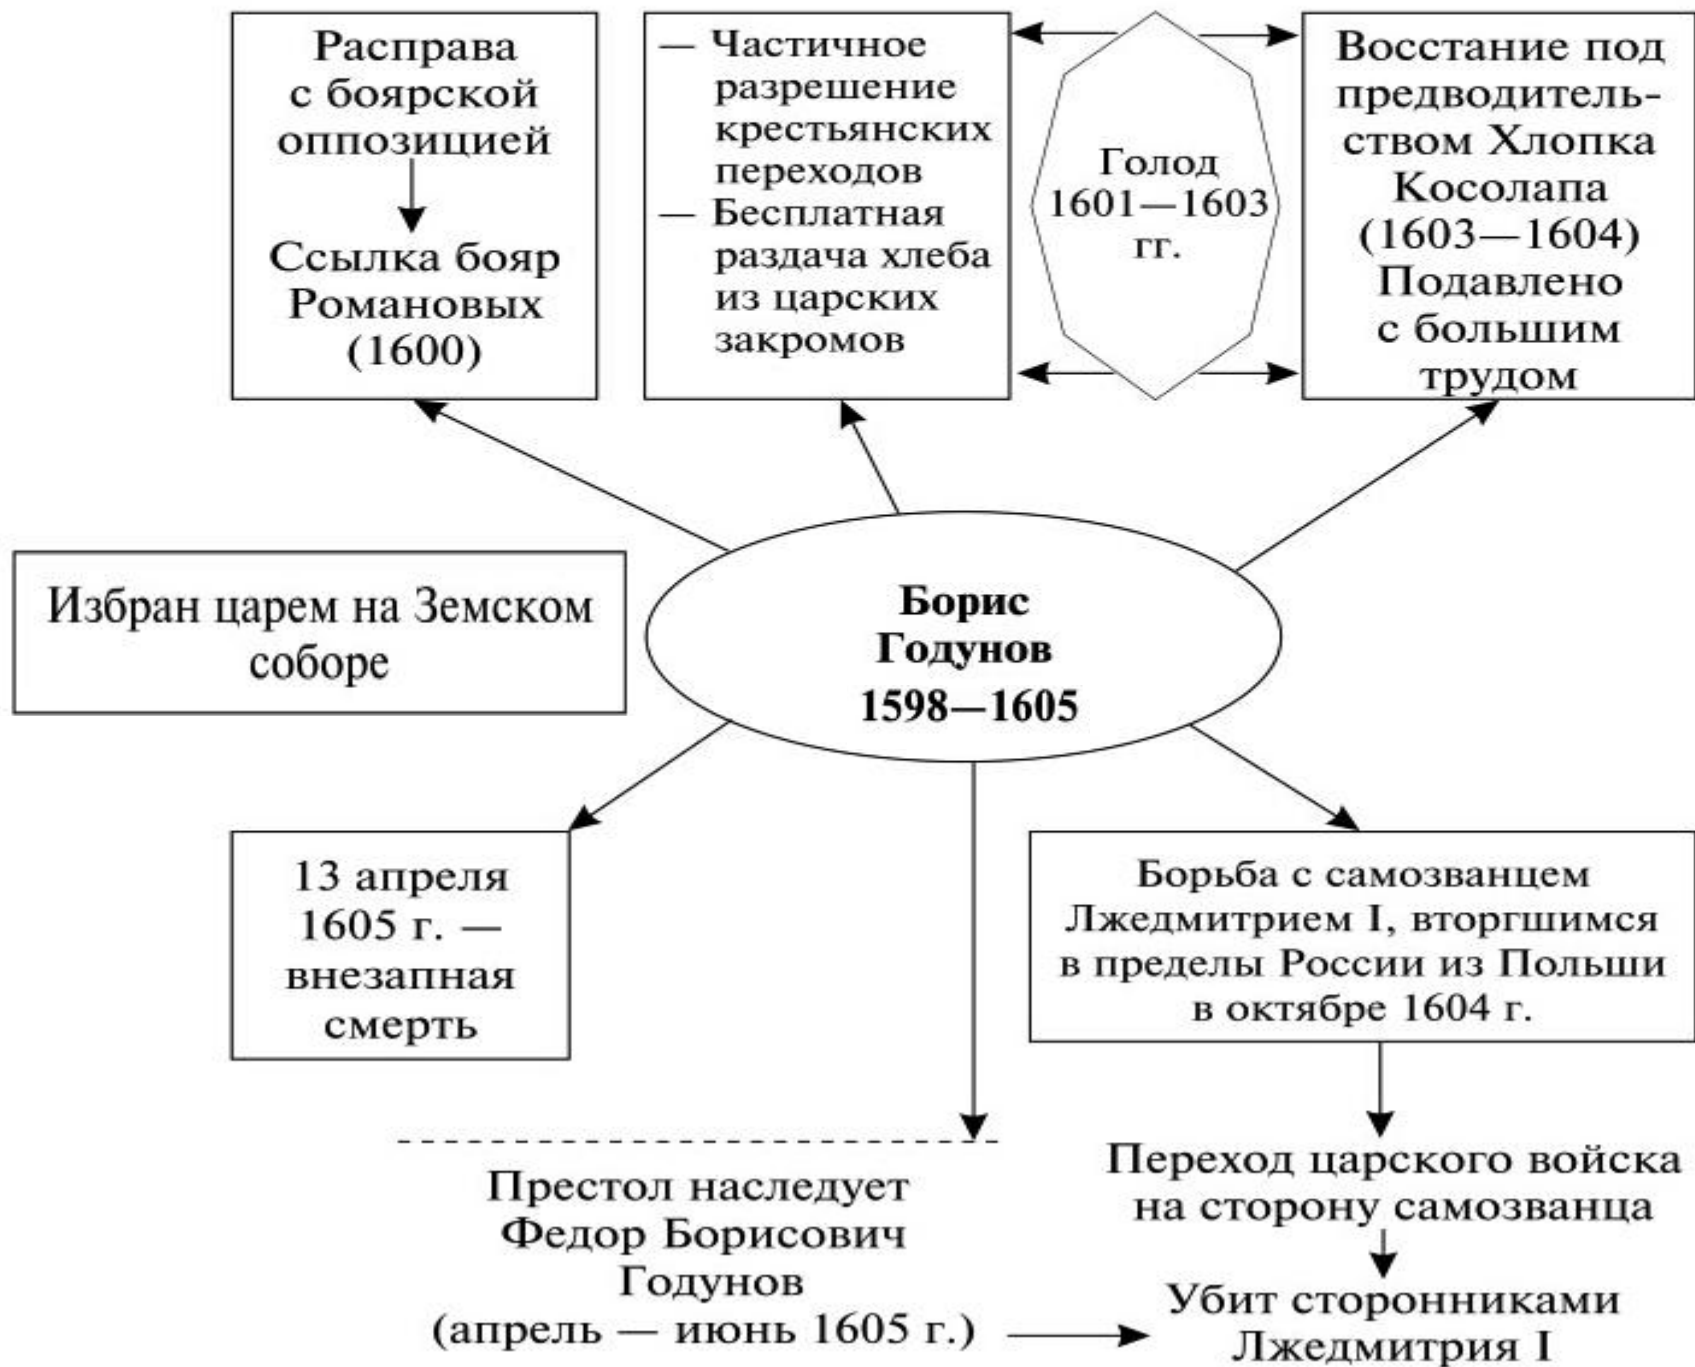 Расправа
с боярской
оппозицией
Ссылка бояр
Романовых
(1600)
— Частичное
разрешение
крестьянских
переходов
— Бесплатная
раздача хлеба
из царских
закромов
Голод
1601—1603
гг.
Восстание под
предводитель-
ством Хлопка
Косолапа
(1603—1604)
Подавлено
с большим
трудом
Избран царем на Земском
соборе
Борис
Годунов
1598—1605
13 апреля
1605 г. —
внезапная
смерть
Борьба с самозванцем
Лжедмитрием I, вторгшимся
в пределы России из Польши
в октябре 1604 г.
Престол наследует
Федор Борисович
Годунов
(апрель — июнь 1605 г.)
Переход царского войска
на сторону самозванца
Убит сторонниками
Лжедмитрия I